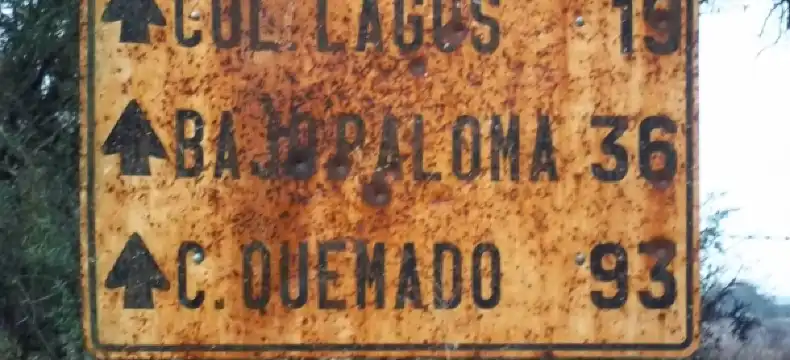 COL. LAGOS 19
BAJO PALOMA 36
C. QUEMADO 93